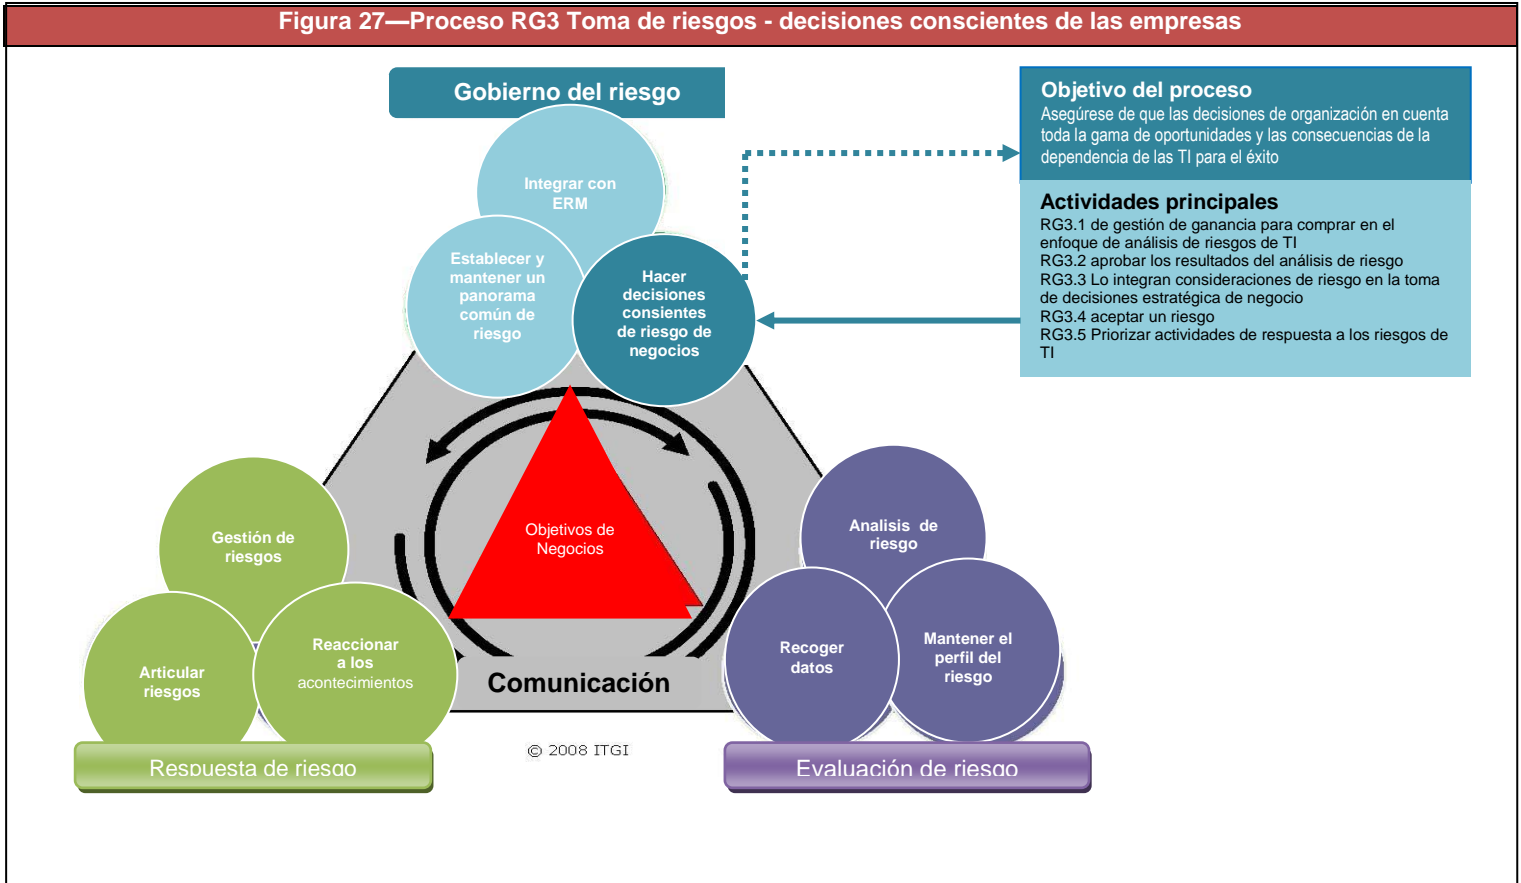 Figura 27—Proceso RG3 Toma de riesgos - decisiones conscientes de las empresas
Gobierno del riesgo
Objetivo del proceso
Asegúrese de que las decisiones de organización en cuenta
toda la gama de oportunidades y las consecuencias de la
dependencia de las TI para el éxito
Actividades principales
RG3.1 de gestión de ganancia para comprar en el
enfoque de análisis de riesgos de TI
RG3.2 aprobar los resultados del análisis de riesgo
RG3.3 Lo integran consideraciones de riesgo en la toma
de decisiones estratégica de negocio
RG3.4 aceptar un riesgo
RG3.5 Priorizar actividades de respuesta a los riesgos de
TI
Integrar con
ERM
Establecer y
mantener un
panorama
común de
riesgo
Hacer
decisiones
consientes
de riesgo de
negocios
Objetivos de
Negocios
Gestión de
riesgos
Articular
riesgos
Reaccionar
a los
acontecimientos
Analisis de
riesgo
Recoger
datos
Mantener el
perfil del
riesgo
Comunicación
© 2008 ITGI
Respuesta de riesgo
Evaluación de riesgo